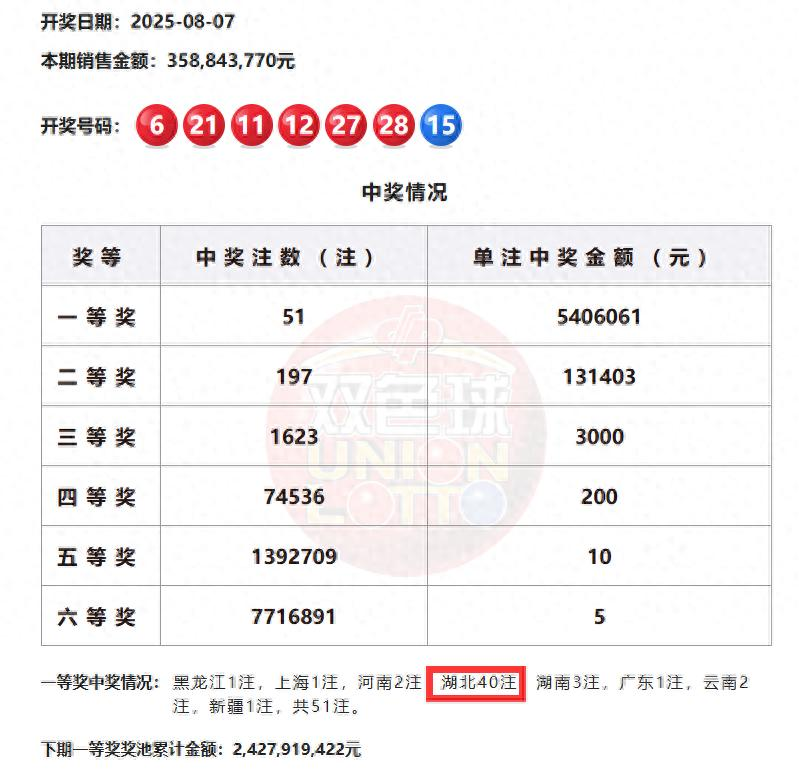 开奖日期：2025-08-07
本期销售金额：358,843,770元
开奖号码： 6 21 11 12 27 28 15
中奖情况
奖等 中奖注数（注） 单注中奖金额（元）
一等奖 51 5406061
二等奖 197 131403
三等奖 1623 3000
四等奖 74536 200
五等奖 1392709 10
六等奖 7716891 5
双色球
UNION
LOTTO
一等奖中奖情况： 黑龙江1注，上海1注，河南2注 湖北40注 湖南3注，广东1注，云南2
注，新疆1注，共51注。
下期一等奖奖池累计金额：2,427,919,422元